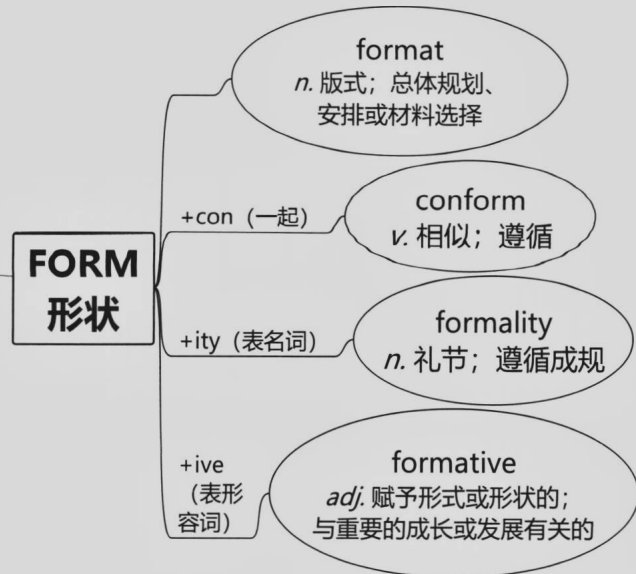 FORM
形状
format
n. 版式；总体规划、
安排或材料选择
+con（一起）
conform
v. 相似；遵循
+ity（表名词）
formality
n. 礼节；遵循成规
+ive
（表形
容词）
formative
adj. 赋予形式或形状的；
与重要的成长或发展有关的